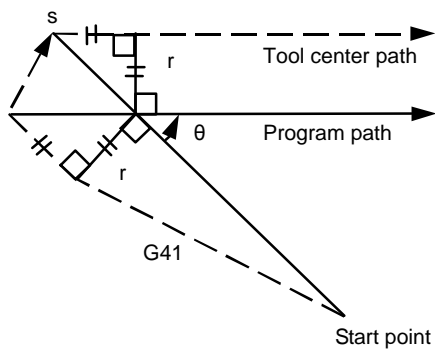 s
r
Tool center path
θ
Program path
r
G41
Start point